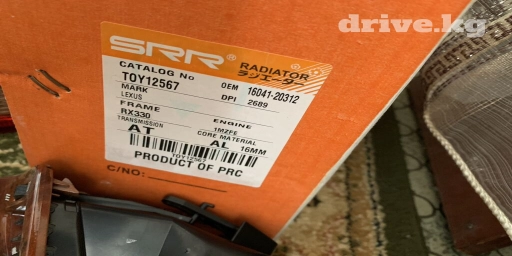 drive.kg
SRR®
RADIATOR
ラジエーター
CATALOG No OEM 16041-20312
TOY12567 DPI 2689
MARK
LEXUS
FRAME ENGINE
RX330 1MZFE
TRANSMISSION CORE MATERIAL
AT AL 16MM
TOY12567
PRODUCT OF PRC
C/NO: